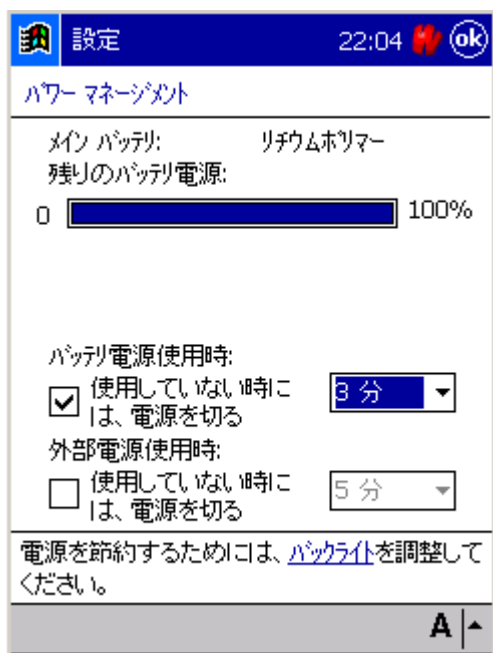 設定 22:04 ok
パワー マネージメント
メイン バッテリ: リチウムポリマー
残りのバッテリ電源:
0 100%
バッテリ電源使用時:
使用していない時に
は、電源を切る
3 分
外部電源使用時:
使用していない時に
は、電源を切る
5 分
電源を節約するためには、バックライトを調整して
ください。
A